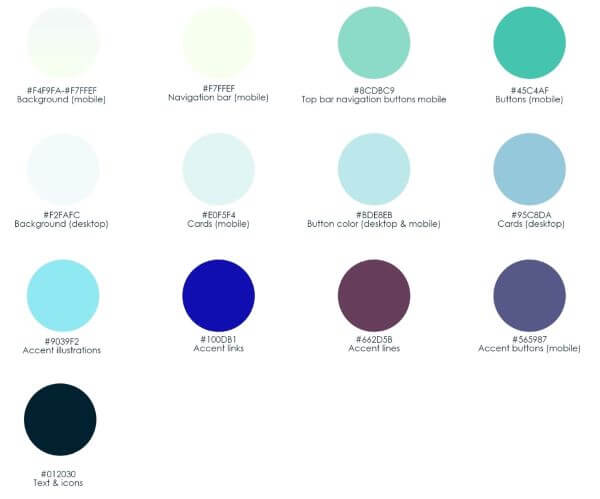 #F4F9FA-#F7FFEF
Background (mobile)
#F7FFEF
Navigation bar (mobile)
#8CDBC9
Top bar navigation buttons mobile
#45C4AF
Buttons (mobile)
#F2FAFC
Background (desktop)
#E0F5F4
Cards (mobile)
#BDE8EB
Button color (desktop & mobile)
#95C8DA
Cards (desktop)
#9039F2
Accent illustrations
#100DB1
Accent links
#662D5B
Accent lines
#565987
Accent buttons (mobile)
#012030
Text & icons